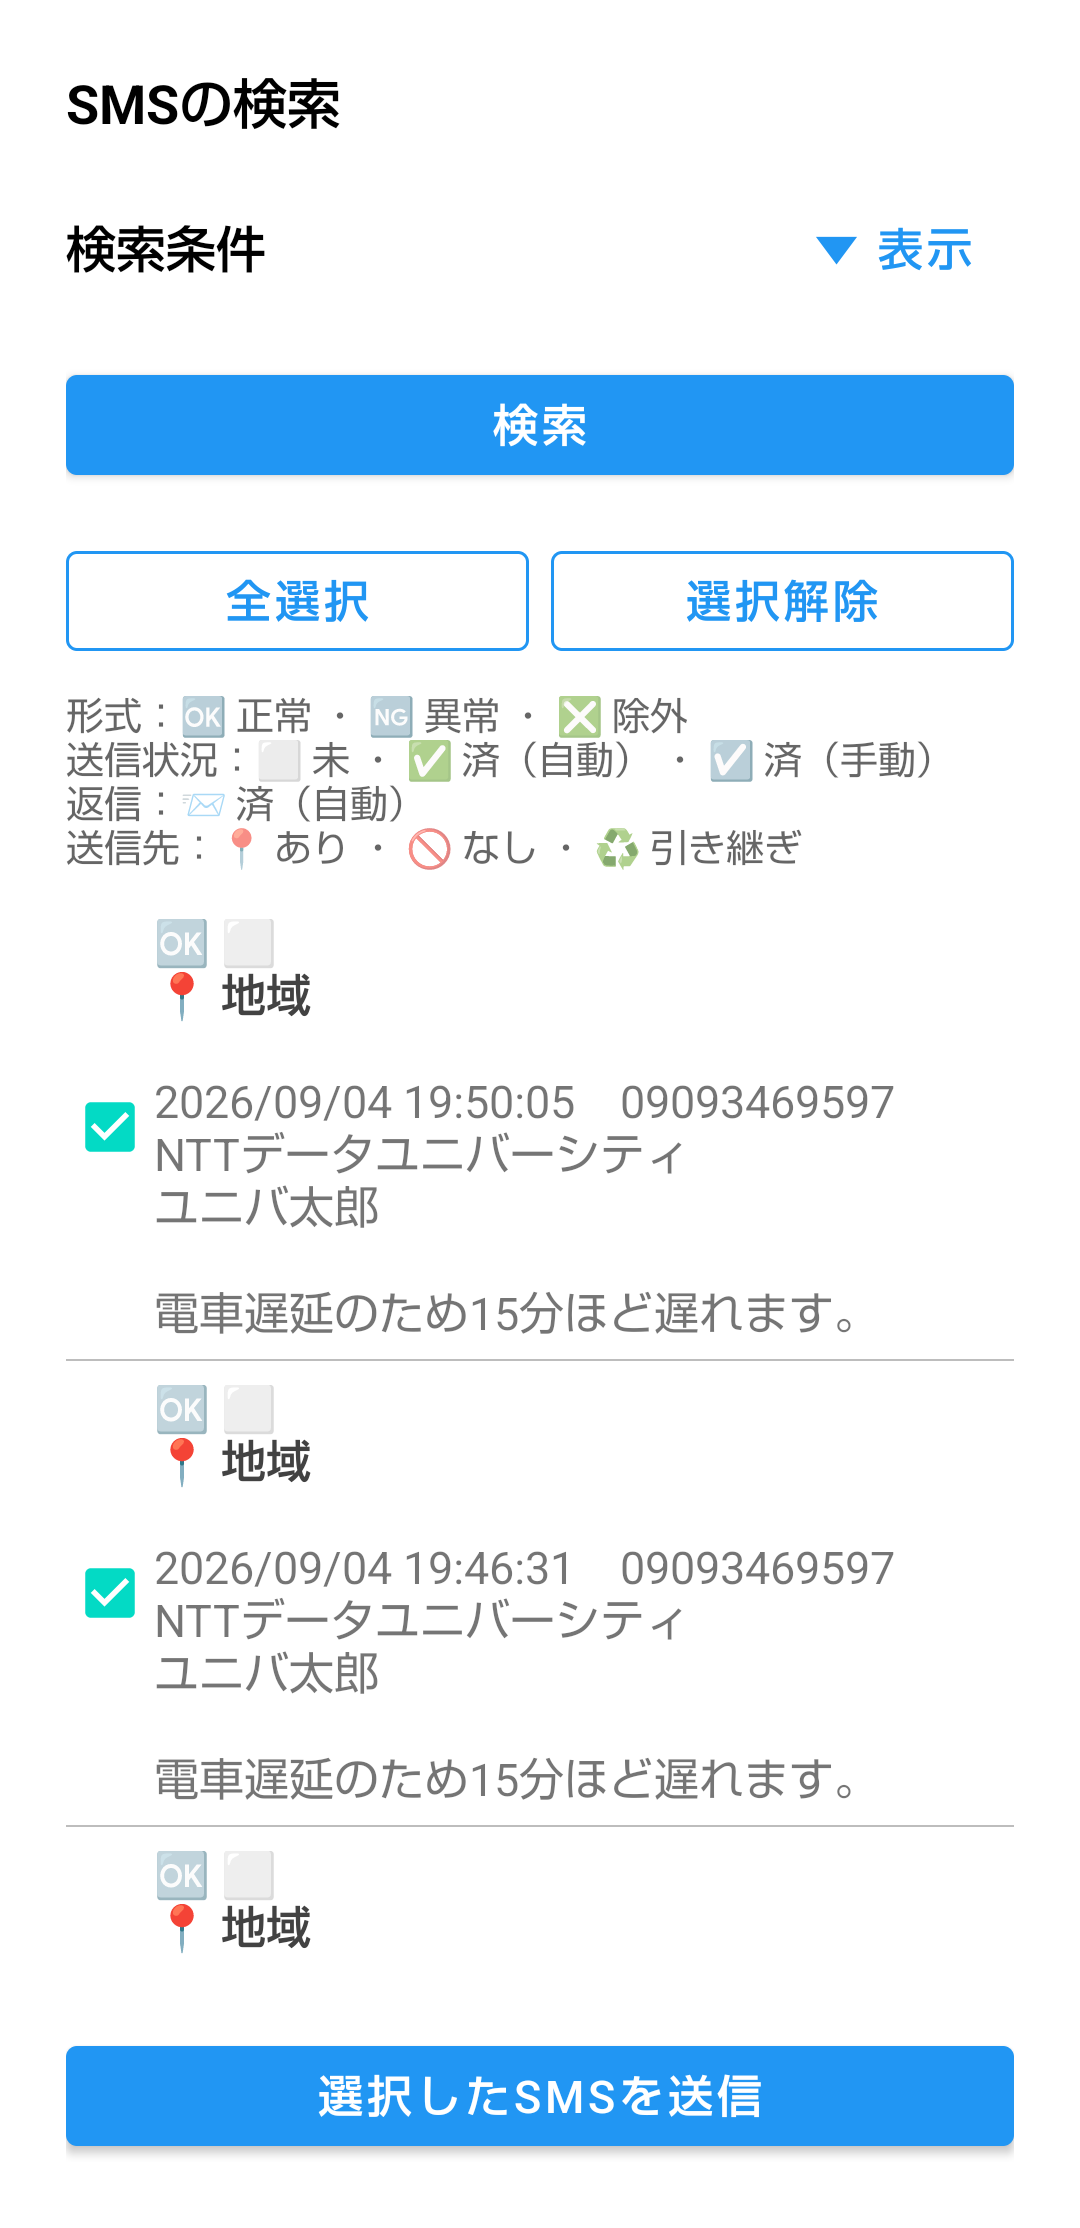 SMSの検索
検索条件
▼ 表示
検索
全選択
選択解除
形式：🆗 正常 ・ 🆖 異常 ・ ❎ 除外
送信状況：⬜ 未 ・ ✅ 済（自動） ・ ☑️ 済（手動）
返信：📨 済（自動）
送信先：📍 あり ・ 🚫 なし ・ ♻️ 引き継ぎ
🆗 ⬜
📍 地域
2026/09/04 19:50:05　09093469597
NTTデータユニバーシティ
ユニバ太郎
電車遅延のため15分ほど遅れます。
🆗 ⬜
📍 地域
2026/09/04 19:46:31　09093469597
NTTデータユニバーシティ
ユニバ太郎
電車遅延のため15分ほど遅れます。
🆗 ⬜
📍 地域
選択したSMSを送信